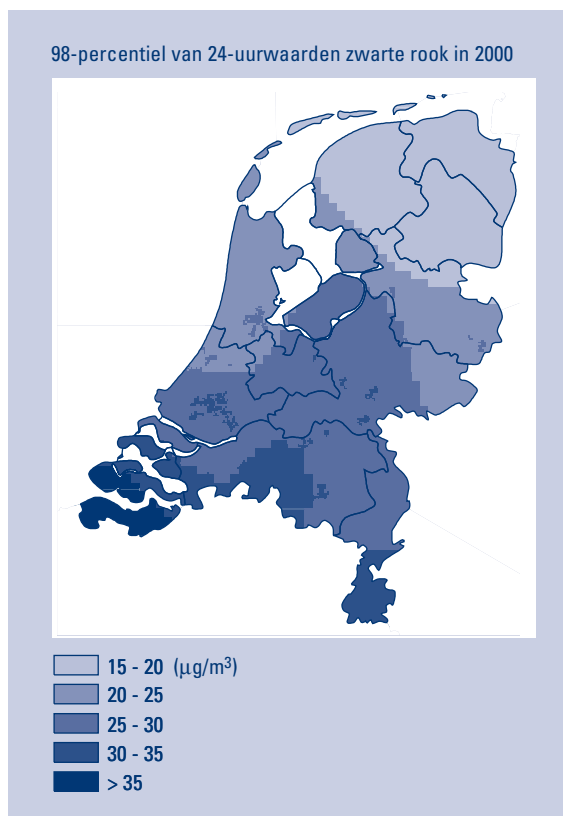 98-percentiel van 24-uurwaarden zwarte rook in 2000
15 - 20 (µg/m³)
20 - 25
25 - 30
30 - 35
> 35